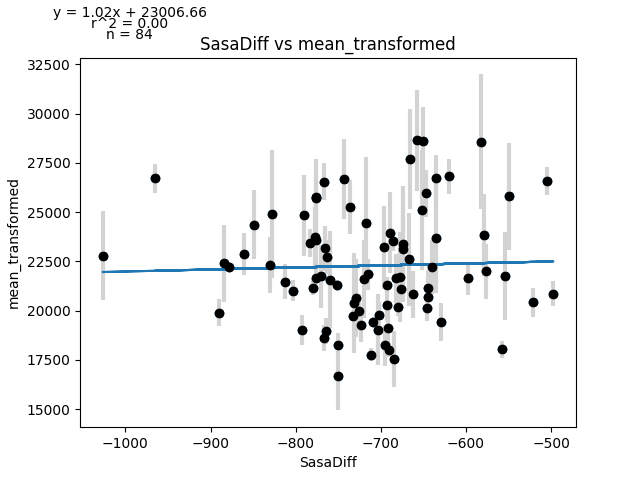 y = 1.02x + 23006.66
r^2 = 0.00
n = 84
SasaDiff vs mean_transformed
32500
30000
27500
25000
22500
20000
17500
15000
mean_transformed
−1000
−900
−800
−700
−600
−500
SasaDiff